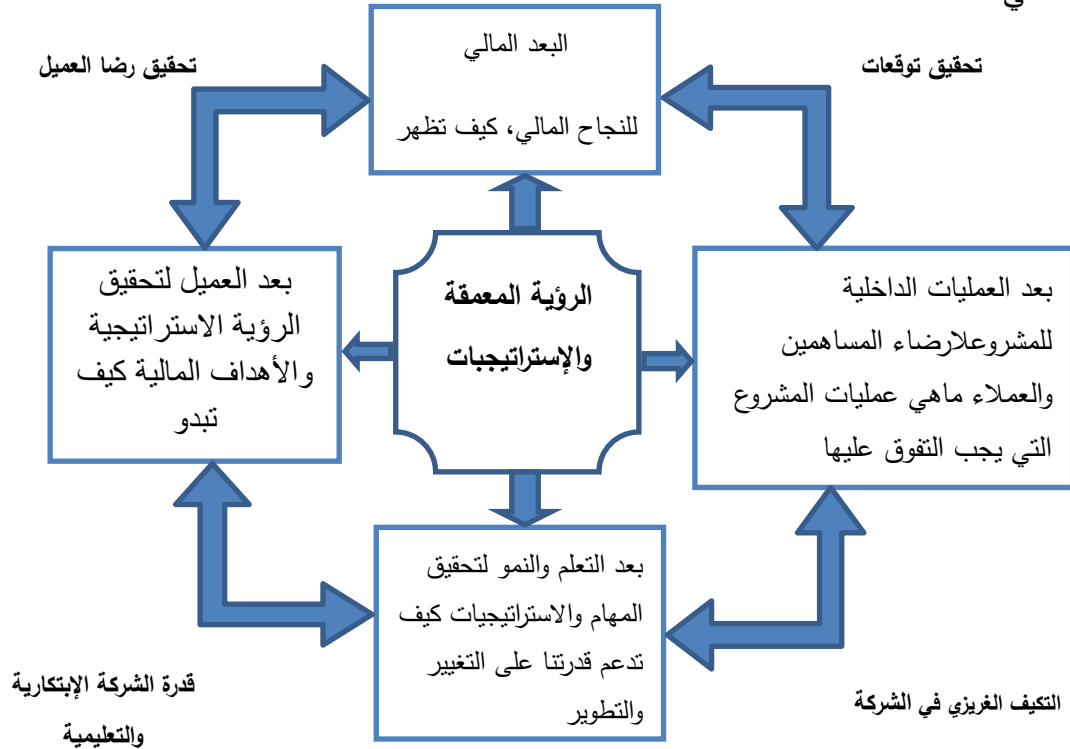 ي
تحقيق توقعات
تحقيق رضا العميل
البعد المالي
للنجاح المالي، كيف تظهر
بعد العمليات الداخلية
للمشروعلارضاء المساهمين
والعملاء ماهي عمليات المشروع
التي يجب التفوق عليها
الرؤية المعمقة
والإستراتيجبات
بعد العميل لتحقيق
الرؤية الاستراتيجية
والأهداف المالية كيف
تبدو
بعد التعلم والنمو لتحقيق
المهام والاستراتيجيات كيف
تدعم قدرتنا على التغيير
والتطوير
التكيف الغريزي في الشركة
قدرة الشركة الإبتكارية
والتعليمية